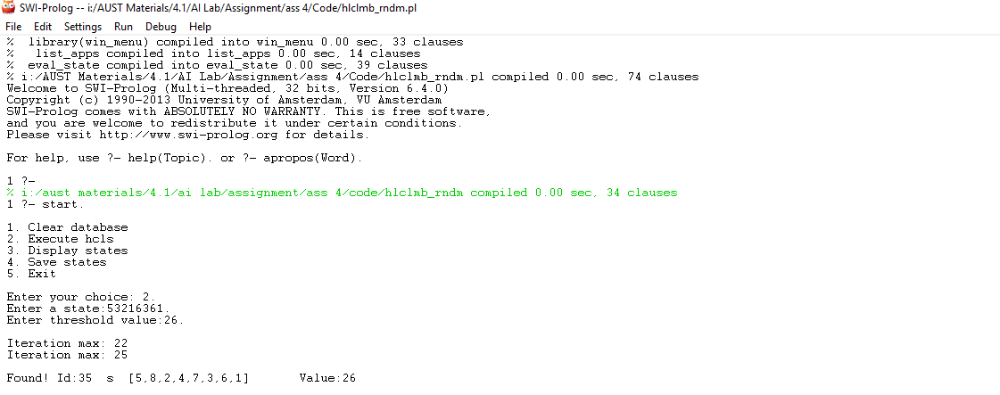 SWI-Prolog -- i:/AUST Materials/4.1/AI Lab/Assignment/ass 4/Code/hlclmb_rndm.pl
File Edit Settings Run Debug Help
%  library(win_menu) compiled into win_menu 0.00 sec, 33 clauses
%   list_apps compiled into list_apps 0.00 sec, 14 clauses
%  eval_state compiled into eval_state 0.00 sec, 39 clauses
% i:/AUST Materials/4.1/AI Lab/Assignment/ass 4/Code/hlclmb_rndm.pl compiled 0.00 sec, 74 clauses
Welcome to SWI-Prolog (Multi-threaded, 32 bits, Version 6.4.0)
Copyright (c) 1990-2013 University of Amsterdam, VU Amsterdam
SWI-Prolog comes with ABSOLUTELY NO WARRANTY. This is free software,
and you are welcome to redistribute it under certain conditions.
Please visit http://www.swi-prolog.org for details.
For help, use ?- help(Topic). or ?- apropos(Word).
1 ?-
% i:/aust materials/4.1/ai lab/assignment/ass 4/code/hlclmb_rndm compiled 0.00 sec, 34 clauses
1 ?- start.
1. Clear database
2. Execute hcls
3. Display states
4. Save states
5. Exit
Enter your choice: 2.
Enter a state:53216361.
Enter threshold value:26.
Iteration max: 22
Iteration max: 25
Found! Id:35  s  [5,8,2,4,7,3,6,1]       Value:26